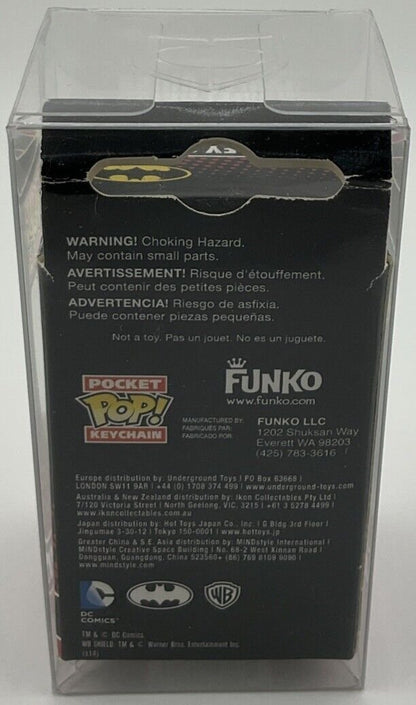 WARNING! Choking Hazard.
May contain small parts.
AVERTISSEMENT! Risque d'étouffement.
Peut contenir des petites pièces.
ADVERTENCIA! Riesgo de asfixia.
Puede contener piezas pequeñas.
Not a toy. Pas un jouet. No es un juguete.
POCKET
POP!
KEYCHAIN
FUNKO
www.funko.com
MANUFACTURED BY:
FABRIQUÉS PAR:
FABRICADO POR:
FUNKO LLC
1202 Shuksan Way
Everett WA 98203
(425) 783-3616
Europe distribution by: Underground Toys | PO Box 63668 |
LONDON SW11 9AR | +44 (0) 1708 374 499 | www.underground-toys.com
Australia & New Zealand distribution by: Ikon Collectables Pty Ltd |
7/120 Victoria Street | North Geelong, VIC, 3215 | +61 3 5278 4499 |
www.ikoncollectables.com.au
Japan distribution by: Hot Toys Japan Co., Inc. | G Bldg 3rd Floor |
Jingumae 3-30-12 | Tokyo 150-0001 | www.hottoys.jp
Greater China & S.E. Asia distribution by: MINDstyle International |
MINDstyle Creative Space Building | No. 68-2 West Xinnan Road |
Dongguan, Guangdong, China 523560+ (86) 769 8109 9090 |
www.mindstyle.com
DC
COMICS™
WB
TM & © DC Comics.
WB SHIELD: TM & © Warner Bros. Entertainment Inc.